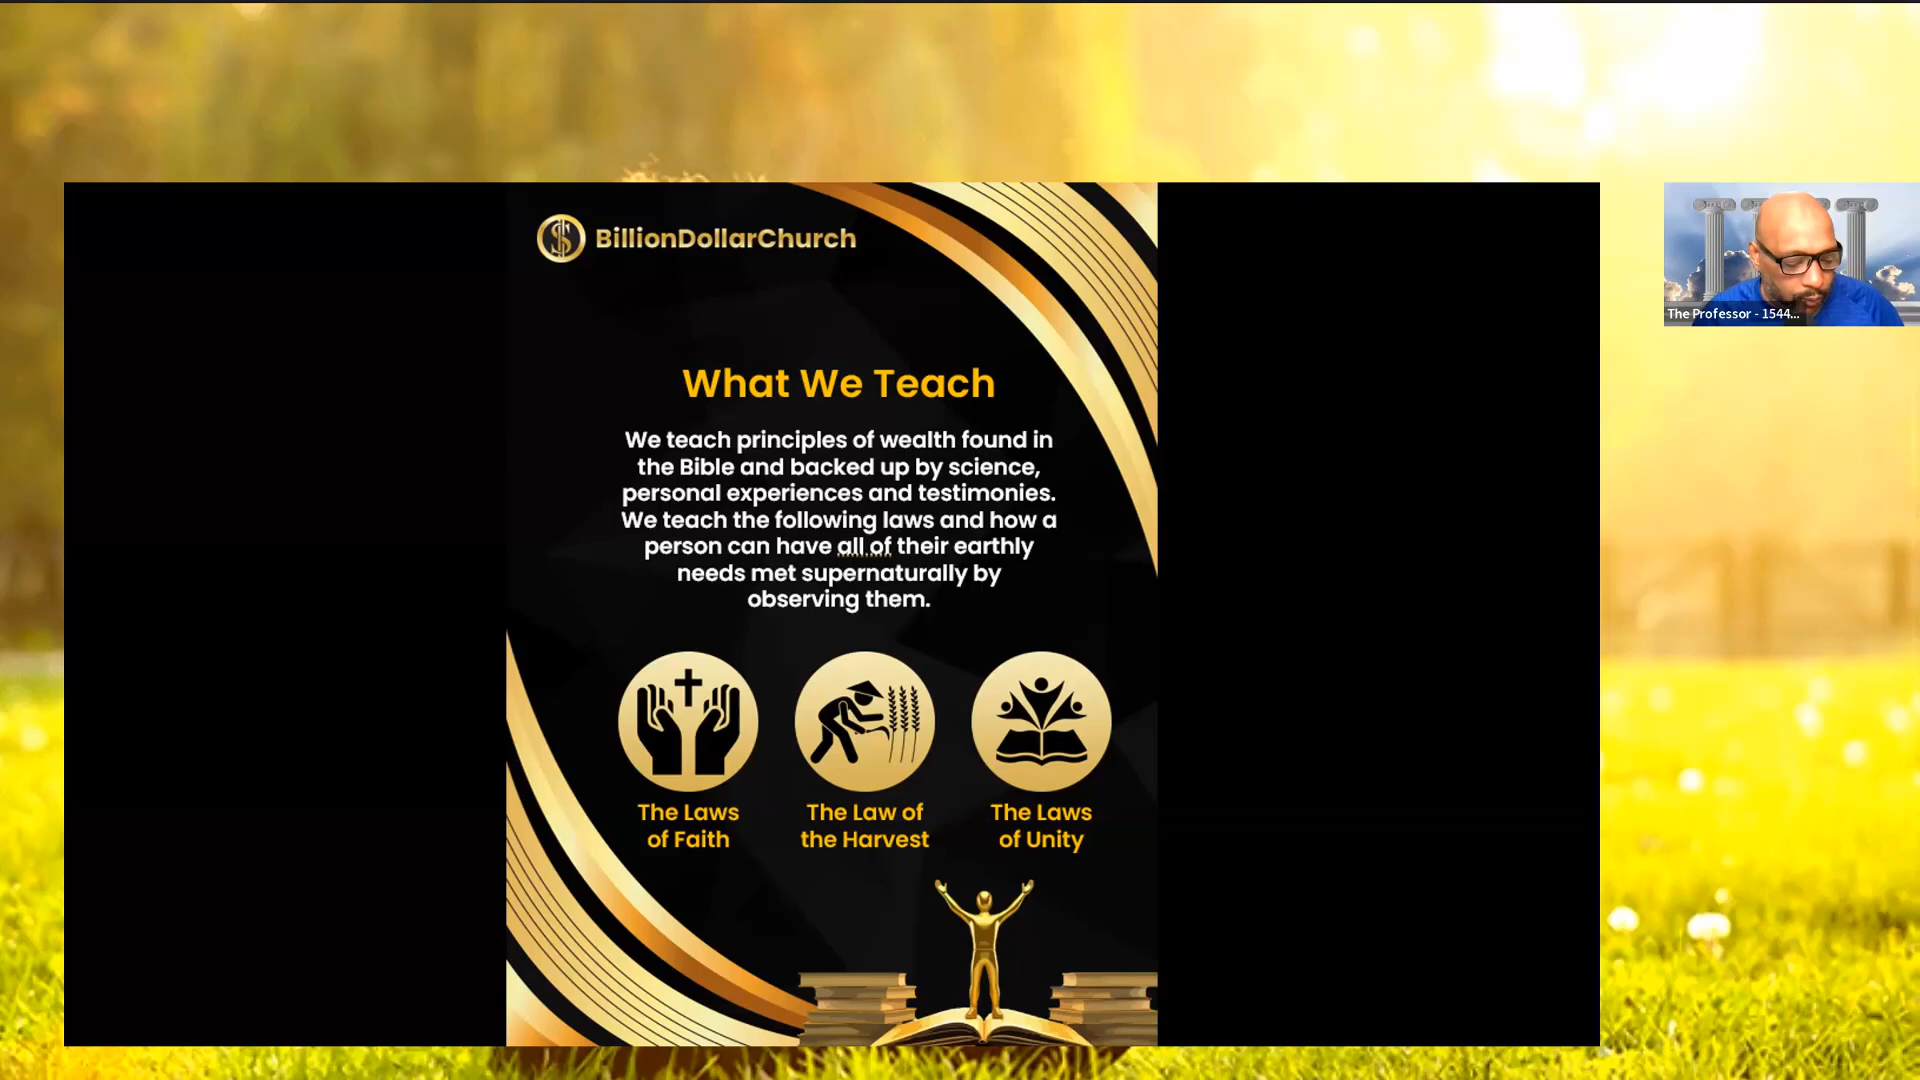 BillionDollarChurch
What We Teach
We teach principles of wealth found in
the Bible and backed up by science,
personal experiences and testimonies.
We teach the following laws and how a
person can have all of their earthly
needs met supernaturally by
observing them.
The Laws
of Faith
The Law of
the Harvest
The Laws
of Unity
The Professor - 1544...